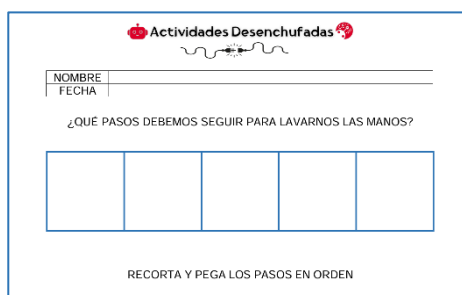 Actividades Desenchufadas
NOMBRE
FECHA
¿QUÉ PASOS DEBEMOS SEGUIR PARA LAVARNOS LAS MANOS?
RECORTA Y PEGA LOS PASOS EN ORDEN